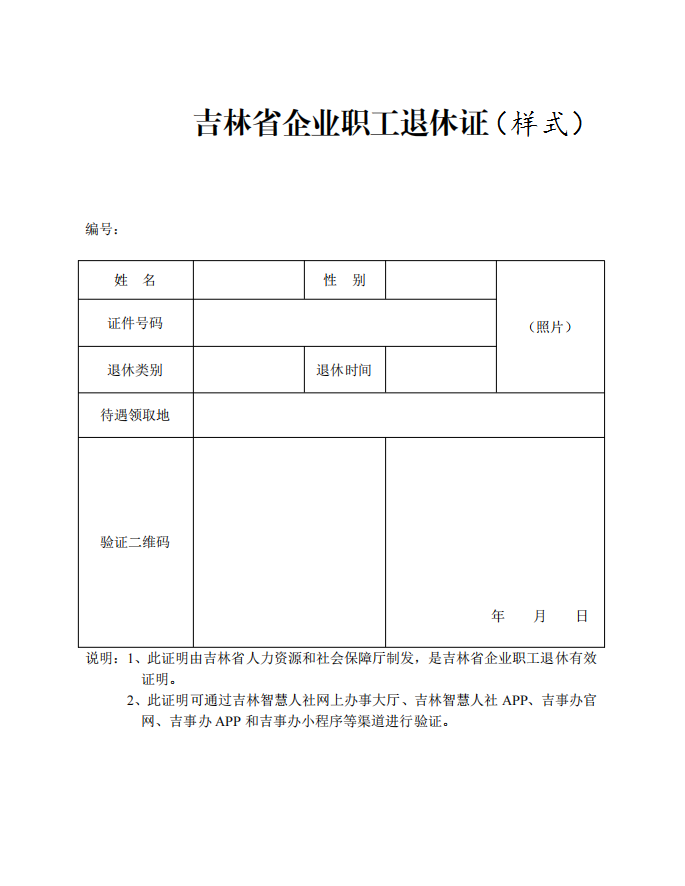 吉林省企业职工退休证（样式）
编号：
姓 名
性 别
（照片）
证件号码
退休类别
退休时间
待遇领取地
验证二维码
年 月 日
说明：1、此证明由吉林省人力资源和社会保障厅制发，是吉林省企业职工退休有效
证明。
2、此证明可通过吉林智慧人社网上办事大厅、吉林智慧人社 APP、吉事办官
网、吉事办 APP 和吉事办小程序等渠道进行验证。